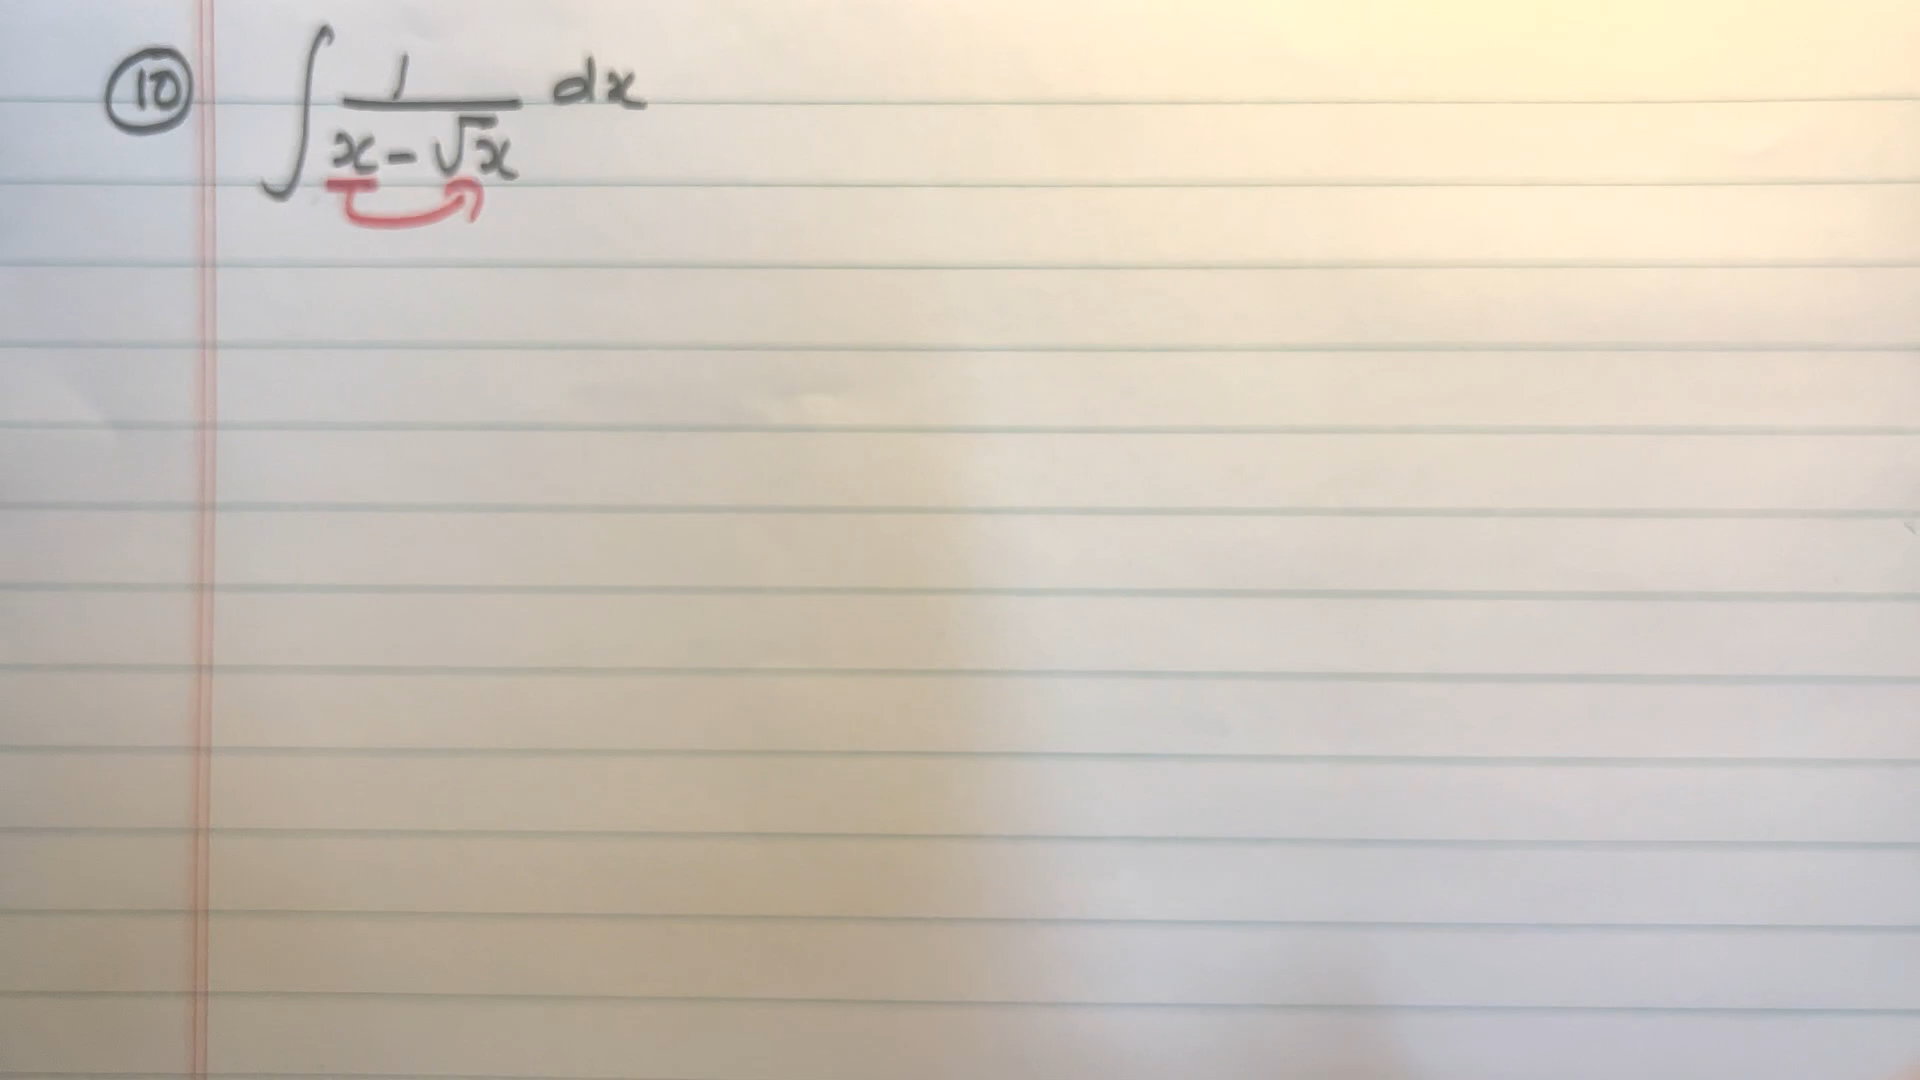 ⑩ ∫ 1/(x - √x) dx